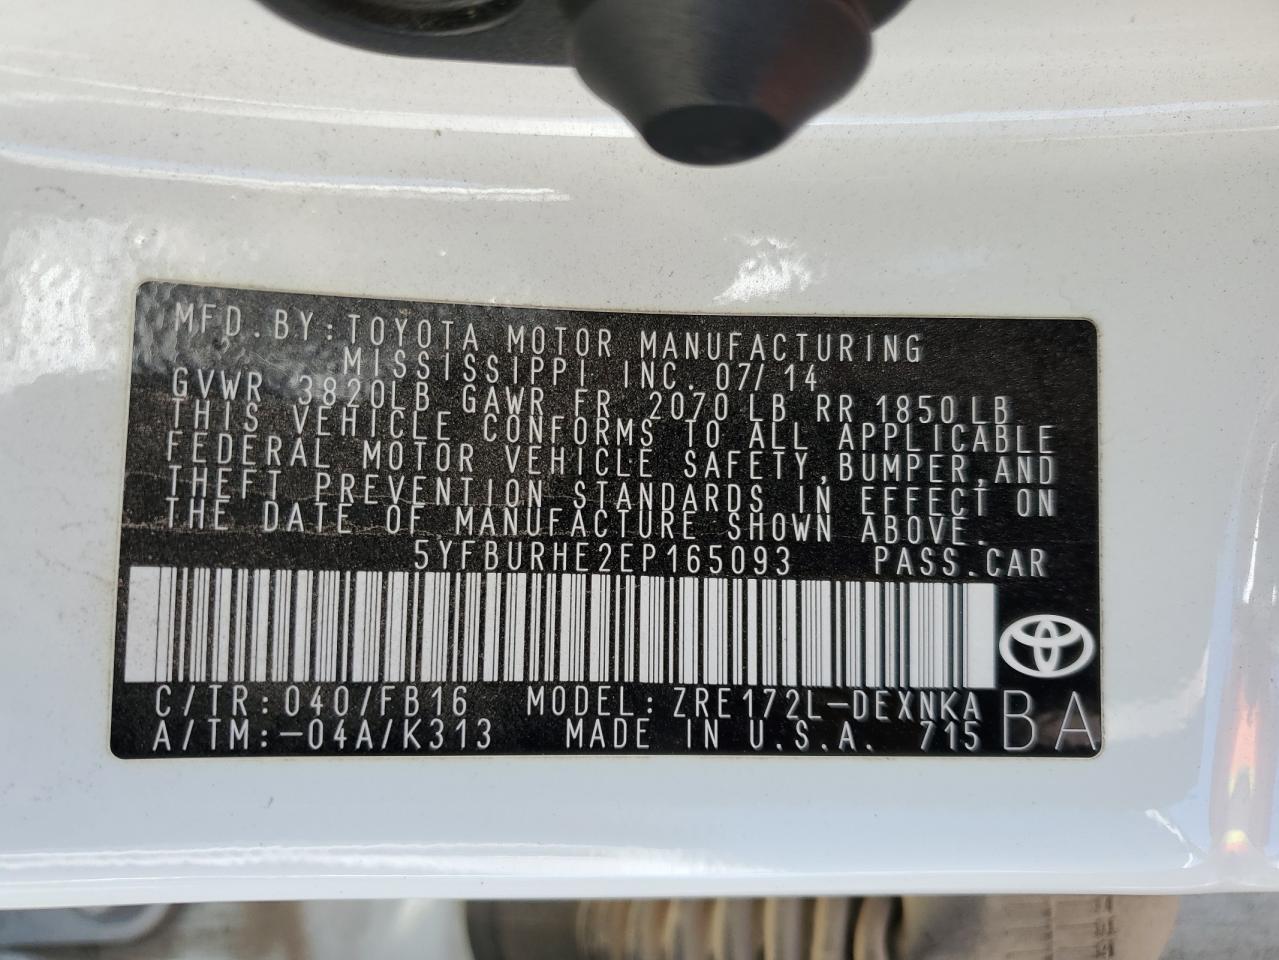 MFD.BY:TOYOTA MOTOR MANUFACTURING
MISSISSIPPI INC. 07/14
GVWR 3820LB GAWR FR 2070 LB RR 1850LB
THIS VEHICLE CONFORMS TO ALL APPLICABLE
FEDERAL MOTOR VEHICLE SAFETY,BUMPER,AND
THEFT PREVENTION STANDARDS IN EFFECT ON
THE DATE OF MANUFACTURE SHOWN ABOVE.
5YFBURHE2EP165093 PASS.CAR
C/TR:040/FB16 MODEL:ZRE172L-DEXNKA
A/TM:-04A/K313 MADE IN U.S.A. 715 BA